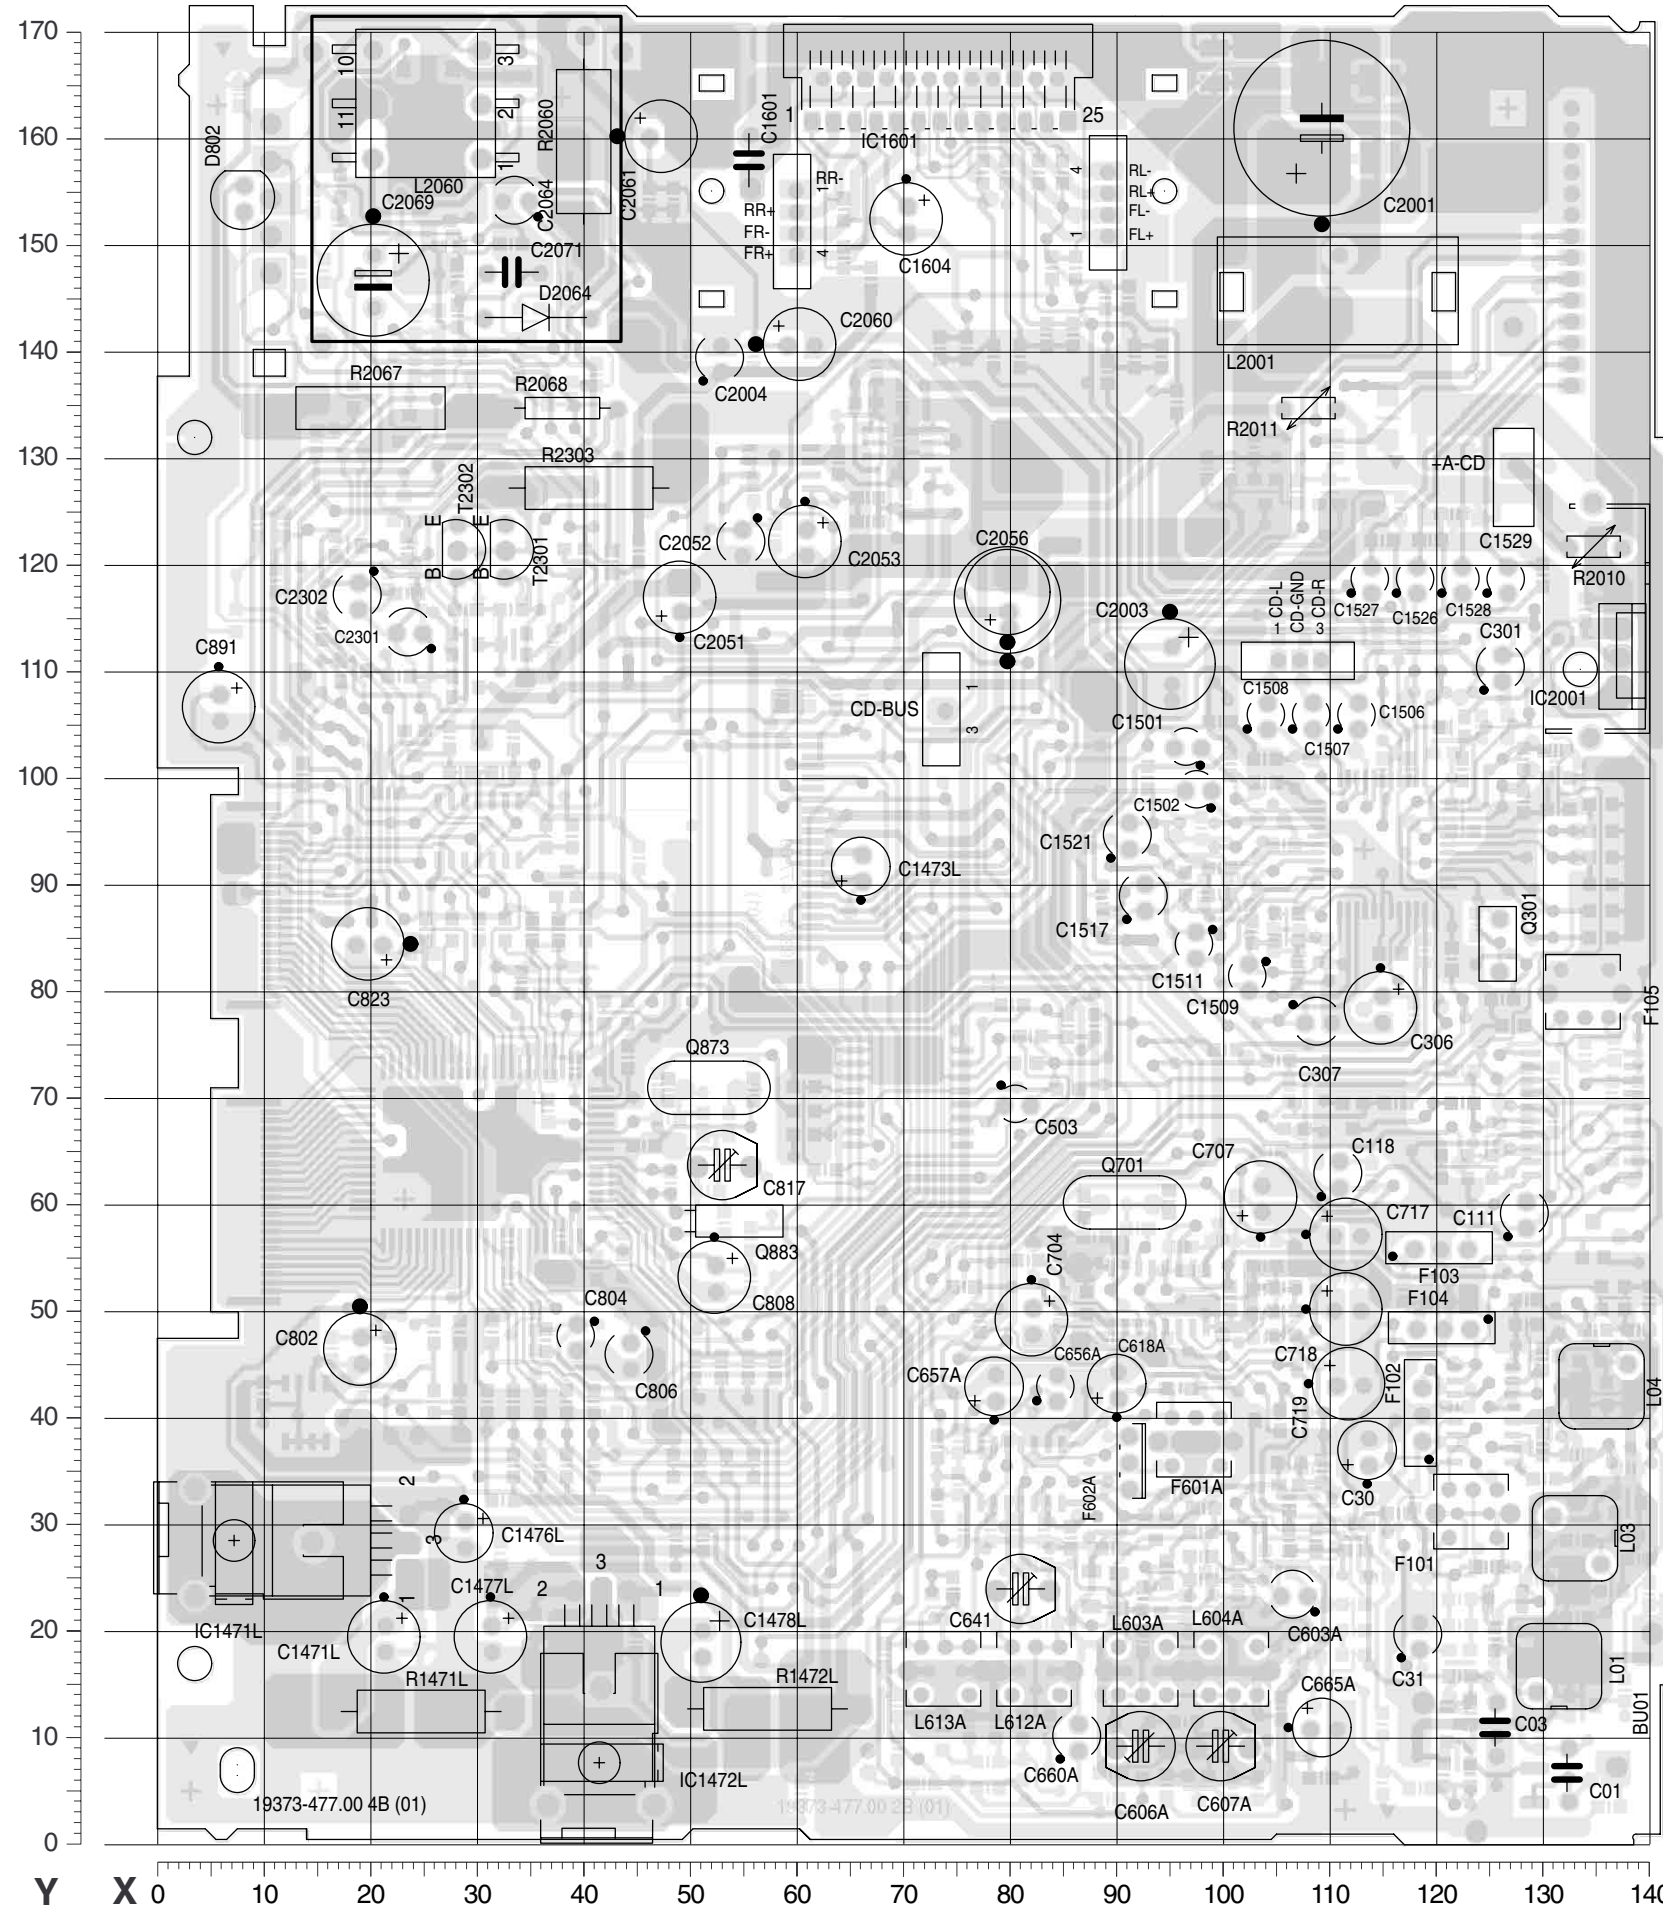 170
10
3
11
2
R2060
C1601
1
25
160
D802
IC1601
1
RR-
1
4
RL-
RL+
L2060
C2069
C2064
C2061
RR+
FR-
FR+
4
FL-
1
FL+
C2001
150
C2071
C1604
D2064
C2060
140
L2001
R2067
R2068
C2004
R2011
130
R2303
+A-CD
T2302
E
E
C2052
C2053
C2056
C1529
120
B
B
T2301
R2010
C2302
C2003
1 CD-L
CD-GND
3 CD-R
C1527
C1526
C1528
C2301
C2051
C301
C891
110
C1508
IC2001
CD-BUS
1
3
C1501
C1506
C1507
100
C1502
C1521
C1473L
90
Q301
C1517
C1511
80
C823
C1509
F105
C306
Q873
C307
70
C503
C707
C118
Q701
C817
60
C717
C111
Q883
C704
F103
C808
F104
50
C804
C802
C618A
C656A
C718
C657A
F102
C806
L04
40
C719
F602A
F601A
2
C30
30
3
C1476L
L03
F101
3
C1477L
2
1
1
C641
L603A
L604A
C1478L
20
IC1471L
C603A
C1471L
C31
L01
R1471L
R1472L
C665A
L613A
L612A
C03
BU01
10
C660A
IC1472L
C01
19373-477.00 4B (01)
19373-477.00 2B (01)
C606A
C607A
0
Y X 0 10 20 30 40 50 60 70 80 90 100 110 120 130 140